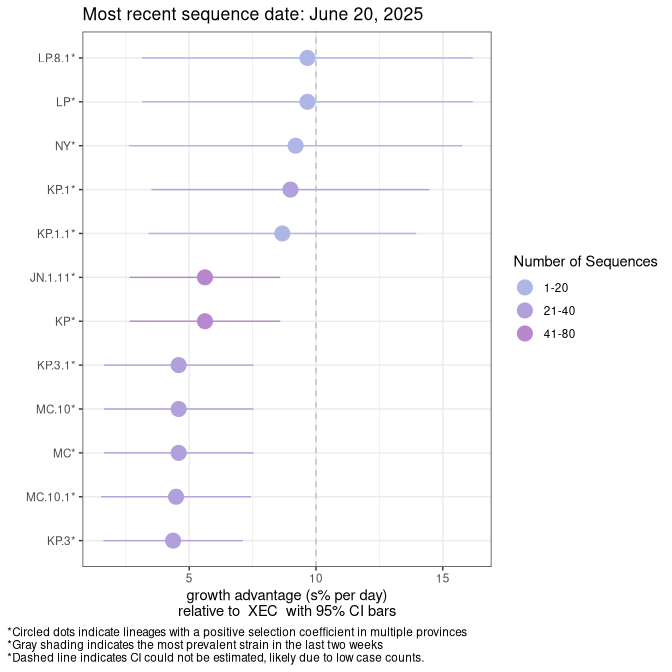 Most recent sequence date: June 20, 2025
LP.8.1*
LP*
NY*
KP.1*
KP.1.1*
JN.1.11*
KP*
KP.3.1*
MC.10*
MC*
MC.10.1*
KP.3*
5
10
15
growth advantage (s% per day)
relative to  XEC  with 95% CI bars
Number of Sequences
1-20
21-40
41-80
*Circled dots indicate lineages with a positive selection coefficient in multiple provinces
*Gray shading indicates the most prevalent strain in the last two weeks
*Dashed line indicates CI could not be estimated, likely due to low case counts.